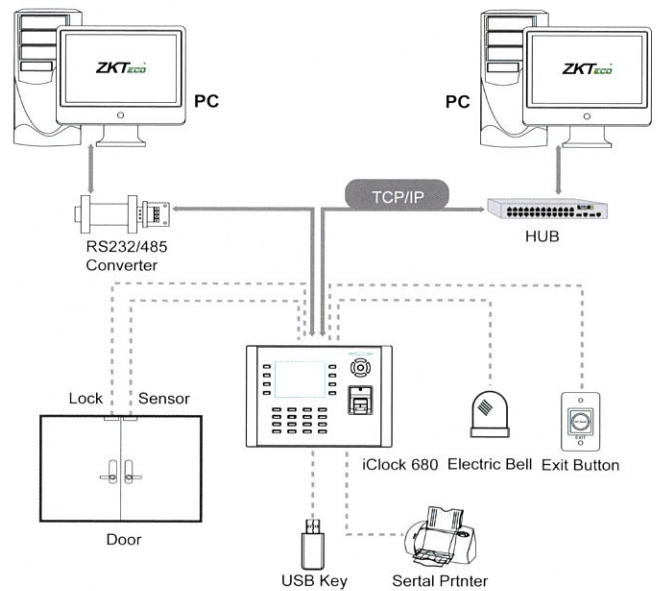 ZKTeco
ZKTeco
PC
PC
TCP/IP
RS232/485
Converter
HUB
Lock
Sensor
iClock 680
Electric Bell
Exit Button
EXIT
Door
USB Key
Sertal Prtnter